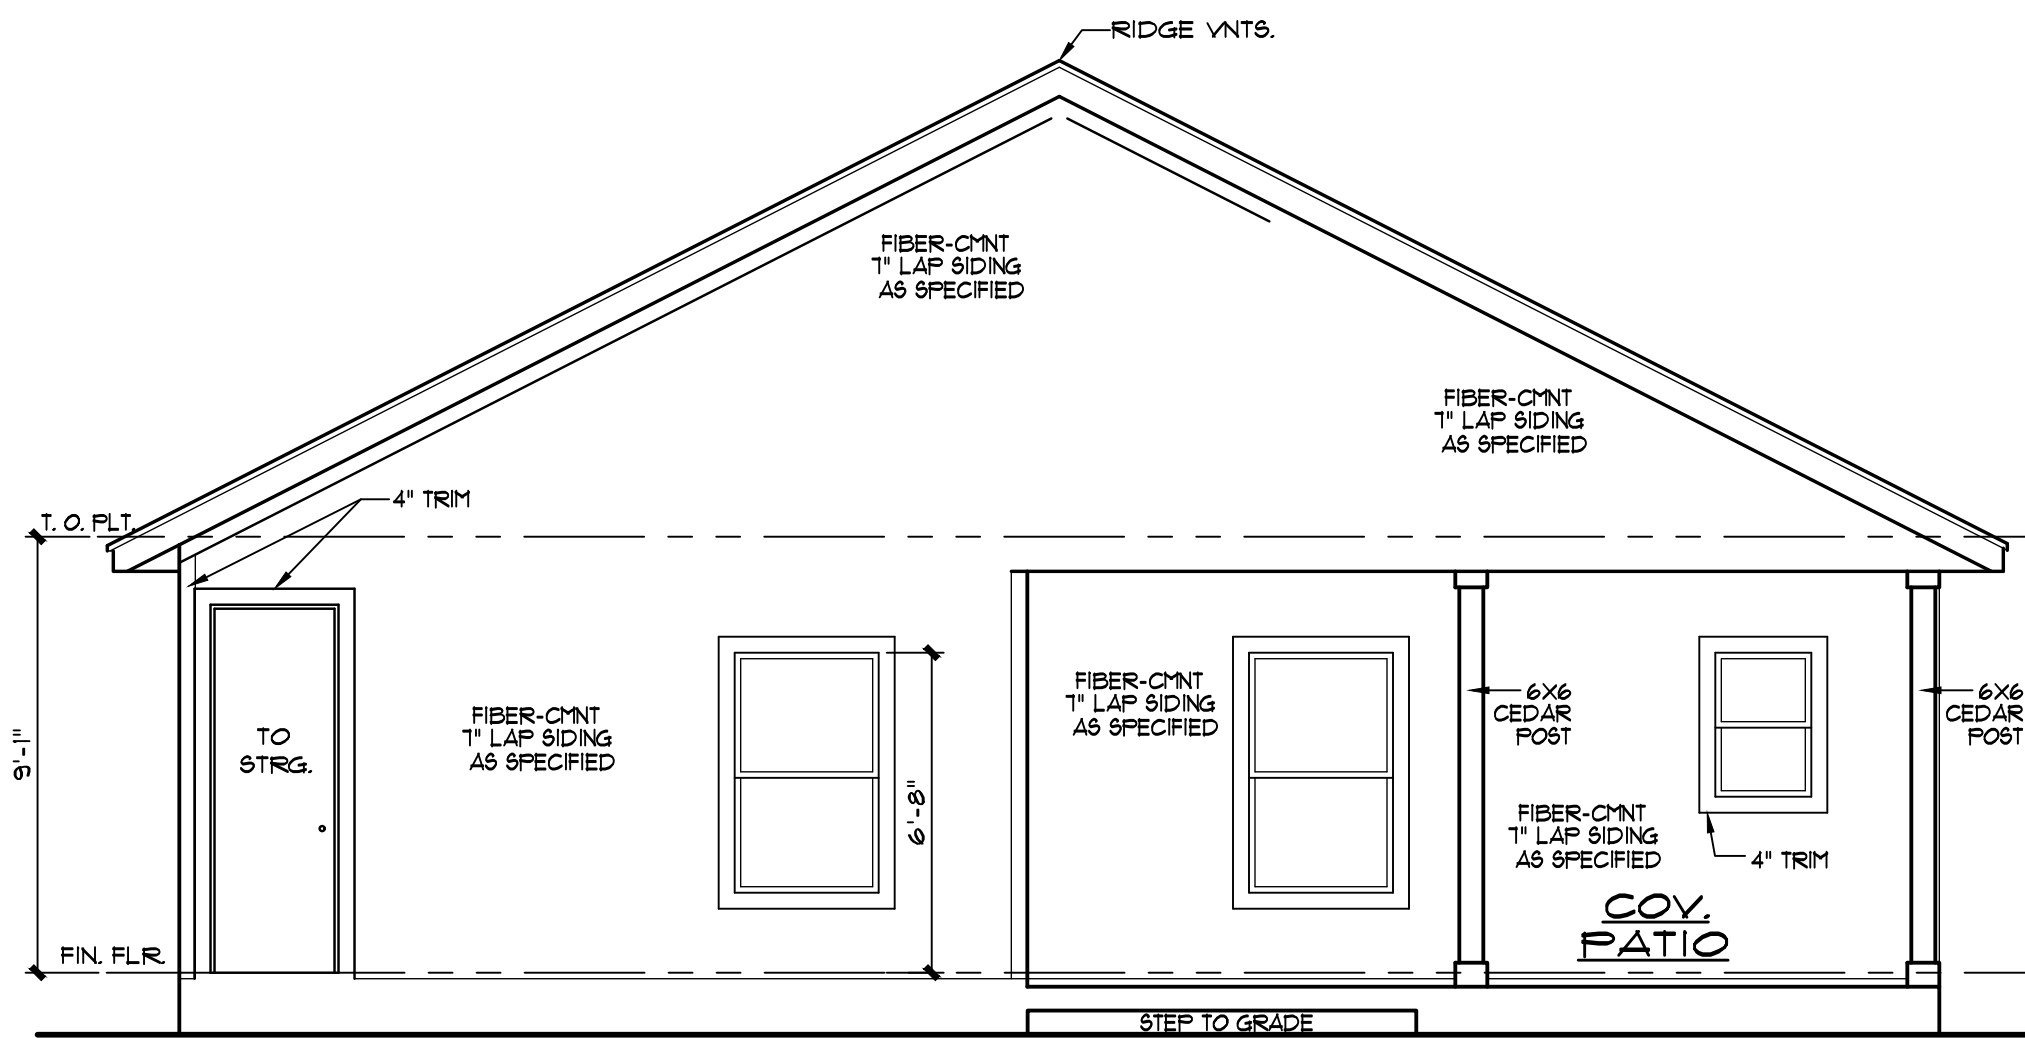 RIDGE VNTS.
FIBER-CMNT
7" LAP SIDING
AS SPECIFIED
FIBER-CMNT
7" LAP SIDING
AS SPECIFIED
4" TRIM
T. O. PLT.
9'-1"
TO
STRG.
FIBER-CMNT
7" LAP SIDING
AS SPECIFIED
6'-8"
FIBER-CMNT
7" LAP SIDING
AS SPECIFIED
6X6
CEDAR
POST
6X6
CEDAR
POST
FIBER-CMNT
7" LAP SIDING
AS SPECIFIED
4" TRIM
COV.
PATIO
FIN. FLR.
STEP TO GRADE